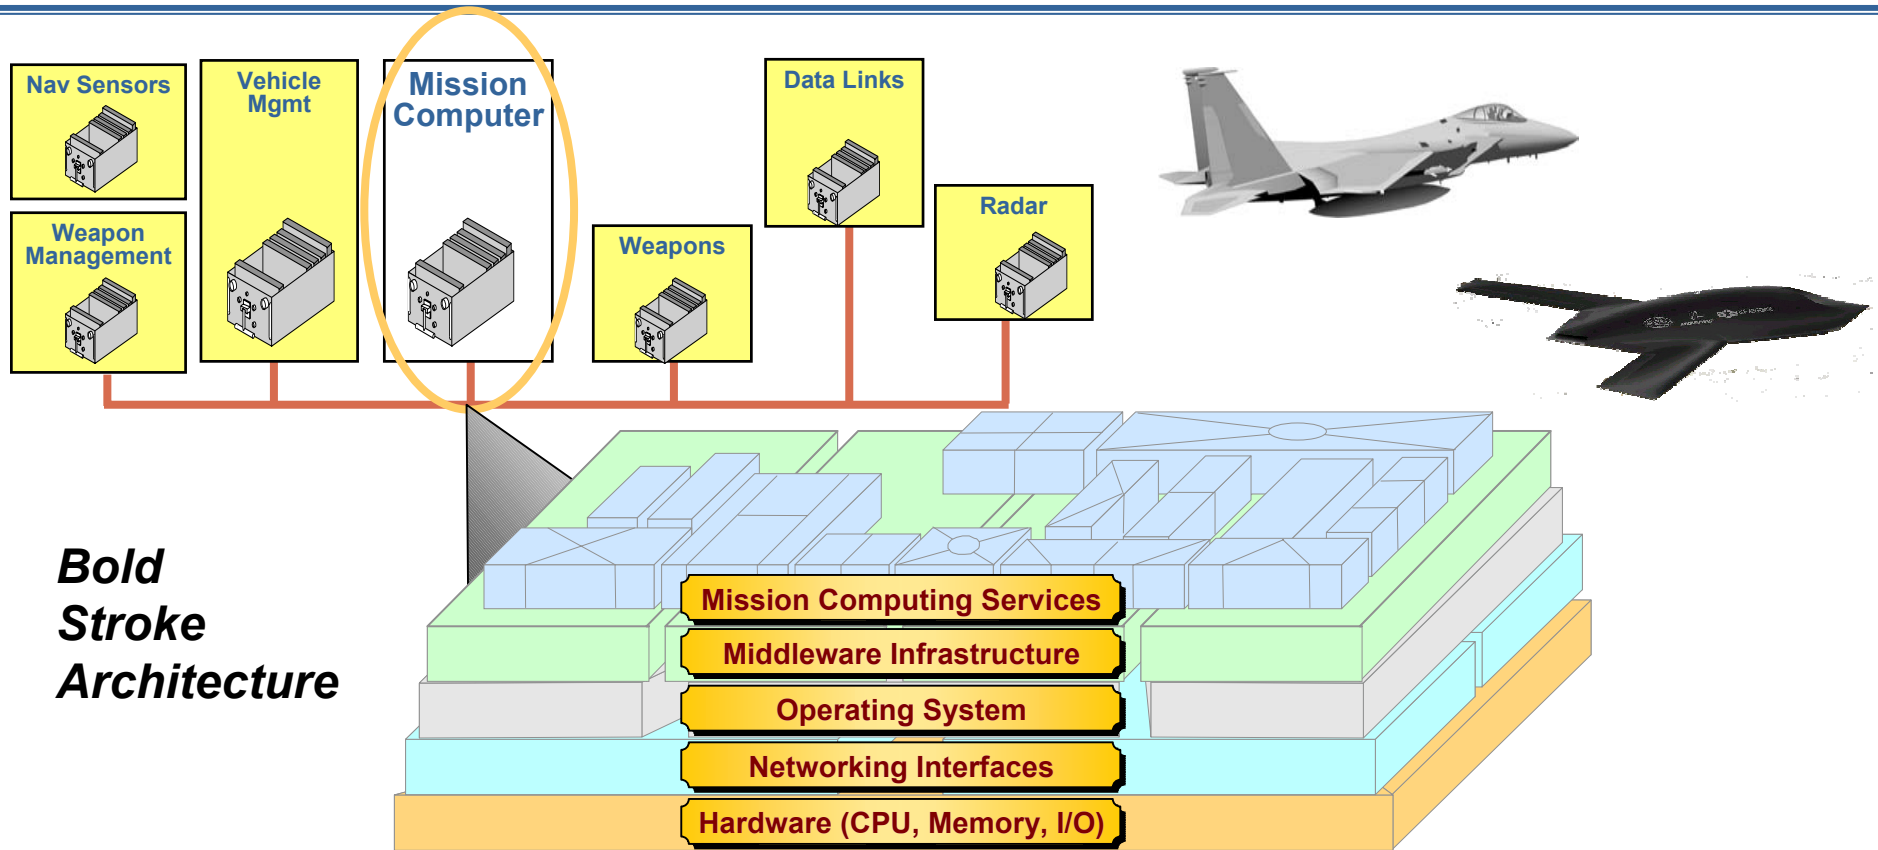 Nav Sensors
Vehicle
Mgmt
Mission
Computer
Data Links
Radar
Weapon
Management
Weapons
Bold
Stroke
Architecture
Mission Computing Services
Middleware Infrastructure
Operating System
Networking Interfaces
Hardware (CPU, Memory, I/O)